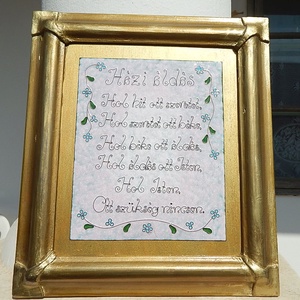 Házi áldás
Hol hit ott szeretet,
Hol szeretet ott béke,
Hol béke ott áldás,
Hol áldás ott Isten,
Hol Isten,
Ott szükség nincsen.